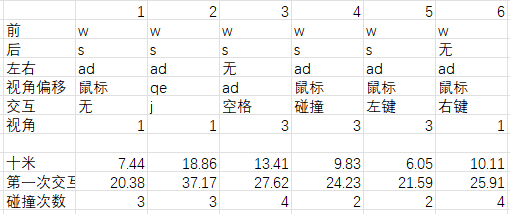 1 2 3 4 5 6
前 w w w w w w
后 s s s s s 无
左右 ad ad 无 ad ad ad
视角偏移 鼠标 qe ad 鼠标 鼠标 鼠标
交互 无 j 空格 碰撞 左键 右键
视角 1 1 3 3 3 1
十米 7.44 18.86 13.41 9.83 6.05 10.11
第一次交互 20.38 37.17 27.62 24.23 21.59 25.91
碰撞次数 3 3 4 2 2 4